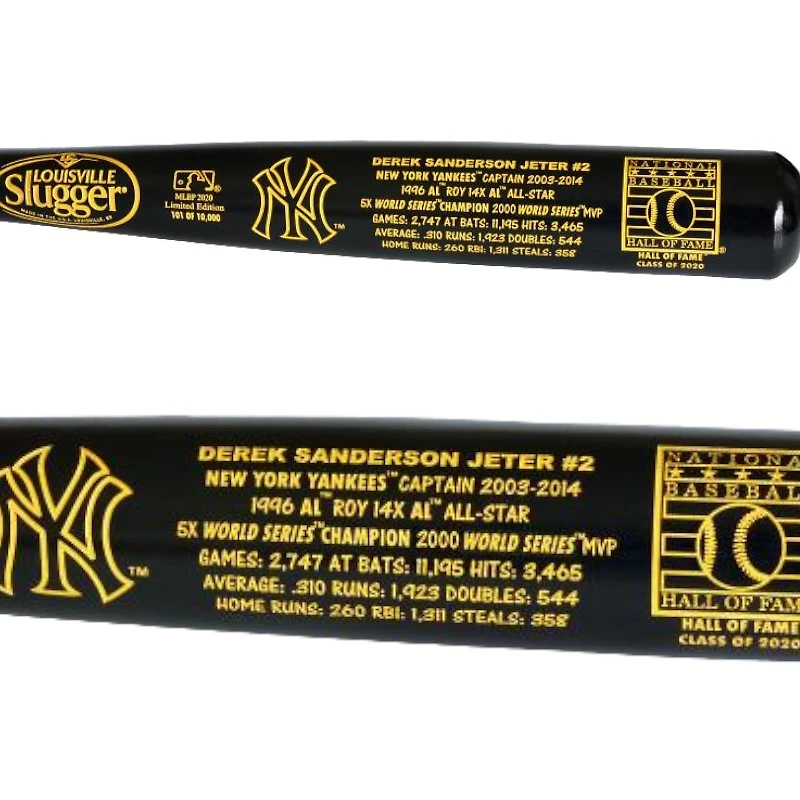 LOUISVILLE
Slugger®
MADE IN THE U.S.A. LOUISVILLE, KY
MLBP 2020
Limited Edition
101 OF 10,000
NY™
DEREK SANDERSON JETER #2
NEW YORK YANKEES™ CAPTAIN 2003-2014
1996 AL™ ROY 14X AL™ ALL-STAR
5X WORLD SERIES™ CHAMPION 2000 WORLD SERIES™ MVP
GAMES: 2,747 AT BATS: 11,195 HITS: 3,465
AVERAGE: .310 RUNS: 1,923 DOUBLES: 544
HOME RUNS: 260 RBI: 1,311 STEALS: 358
NATIONAL
BASEBALL
HALL OF FAME®
HALL OF FAME
CLASS OF 2020
NY™
DEREK SANDERSON JETER #2
NEW YORK YANKEES™ CAPTAIN 2003-2014
1996 AL™ ROY 14X AL™ ALL-STAR
5X WORLD SERIES™ CHAMPION 2000 WORLD SERIES™ MVP
GAMES: 2,747 AT BATS: 11,195 HITS: 3,465
AVERAGE: .310 RUNS: 1,923 DOUBLES: 544
HOME RUNS: 260 RBI: 1,311 STEALS: 358
NATIONA
BASEBALL
HALL OF FAM
HALL OF FAME
CLASS OF 2020